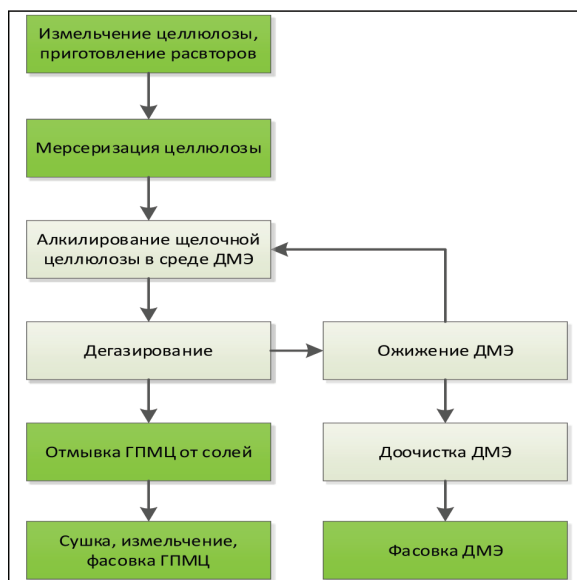 Измельчение целлюлозы,
приготовление расвторов
Мерсеризация целлюлозы
Алкилирование щелочной
целлюлозы в среде ДМЭ
Дегазирование
Ожижение ДМЭ
Отмывка ГПМЦ от солей
Доочистка ДМЭ
Сушка, измельчение,
фасовка ГПМЦ
Фасовка ДМЭ